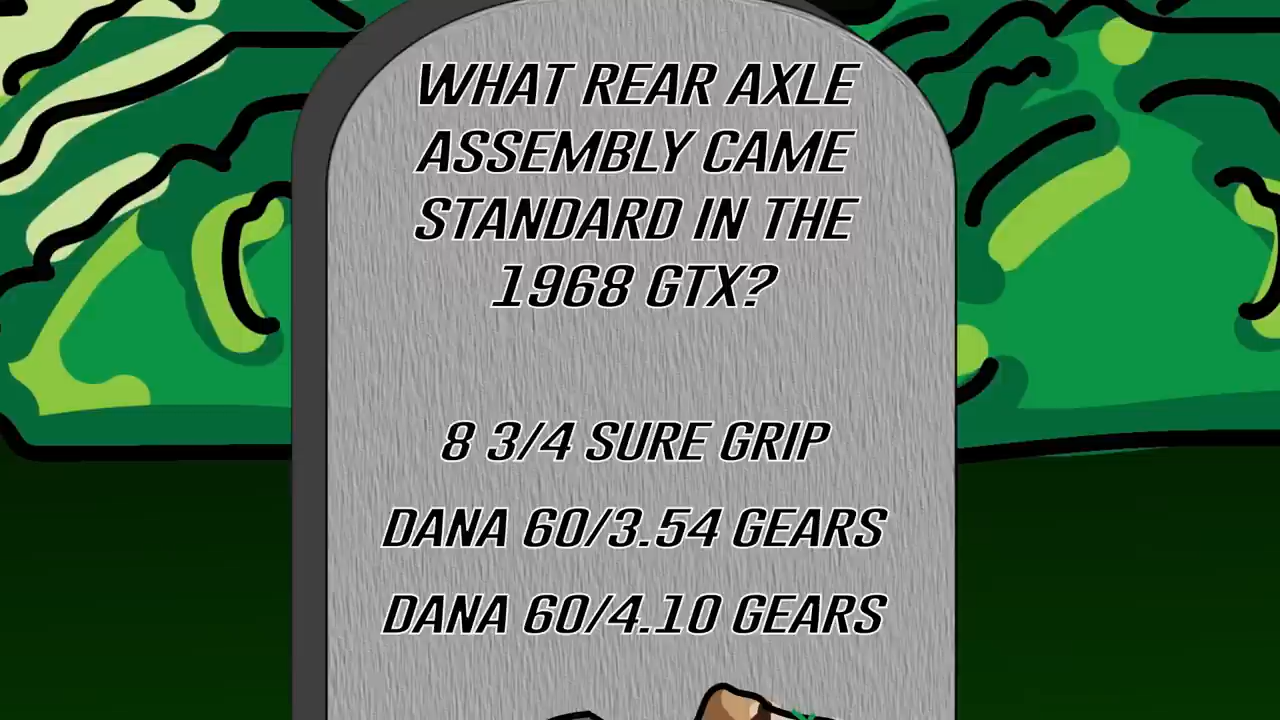 WHAT REAR AXLE
ASSEMBLY CAME
STANDARD IN THE
1968 GTX?
8 3/4 SURE GRIP
DANA 60/3.54 GEARS
DANA 60/4.10 GEARS